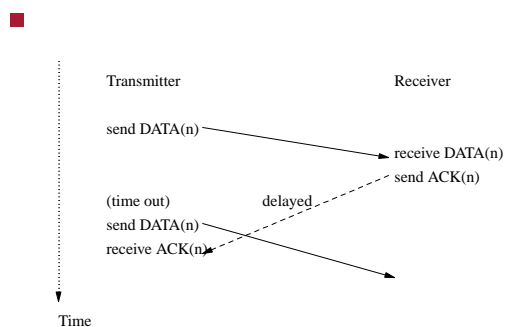 Transmitter Receiver
send DATA(n)
receive DATA(n)
send ACK(n)
(time out) delayed
send DATA(n)
receive ACK(n)
Time